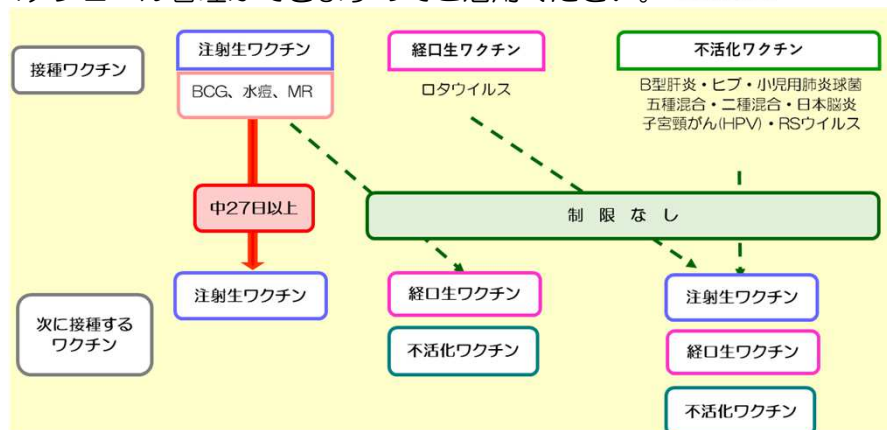 接種ワクチン
注射生ワクチン
BCG、水痘、MR
経口生ワクチン
ロタウイルス
不活化ワクチン
B型肝炎・ヒブ・小児用肺炎球菌
五種混合・二種混合・日本脳炎
子宮頸がん(HPV)・RSウイルス
中27日以上
制限なし
次に接種する
ワクチン
注射生ワクチン
経口生ワクチン
不活化ワクチン
注射生ワクチン
経口生ワクチン
不活化ワクチン